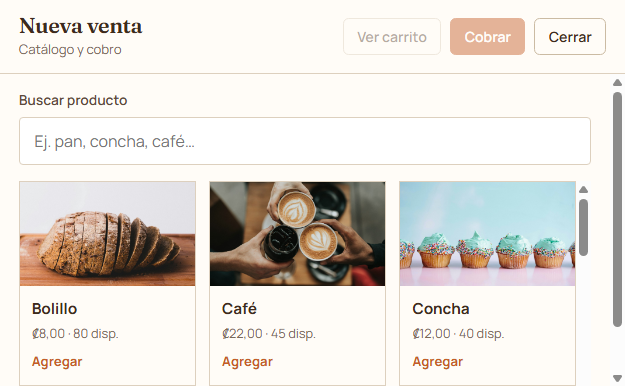 Nueva venta
Catálogo y cobro
Ver carrito
Cobrar
Cerrar
Buscar producto
Ej. pan, concha, café...
Bolillo
₡8,00 · 80 disp.
Agregar
Café
₡22,00 · 45 disp.
Agregar
Concha
₡12,00 · 40 disp.
Agregar